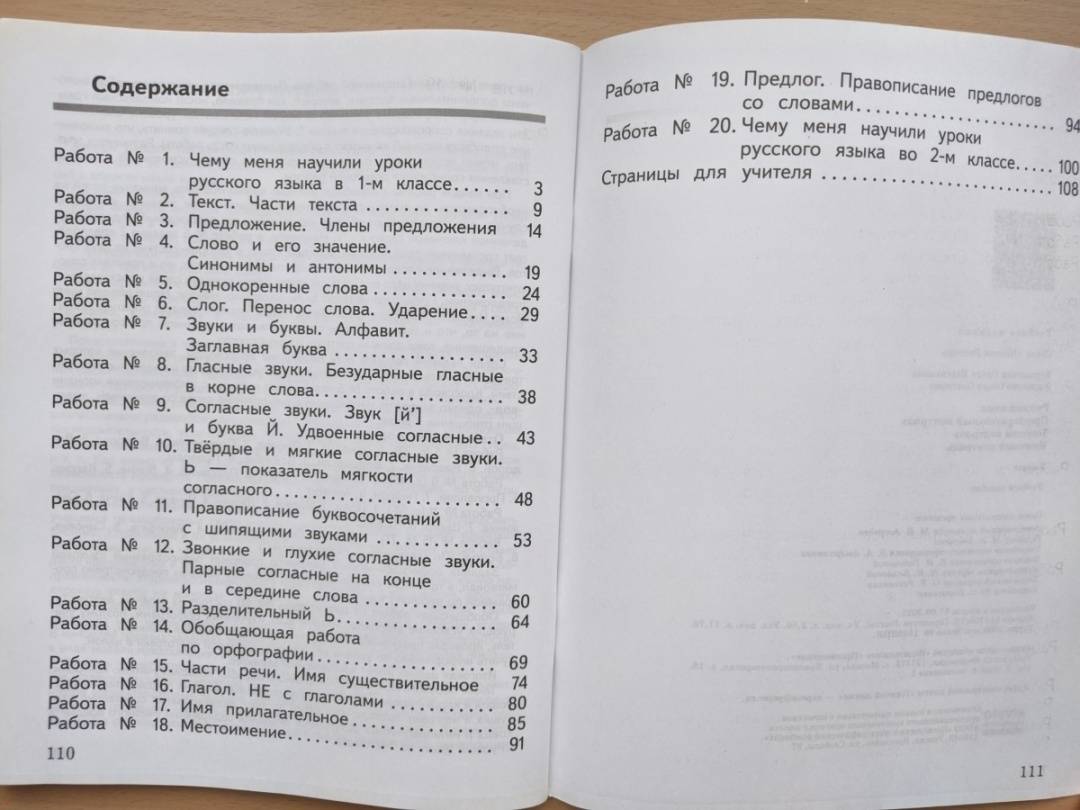 Содержание
Работа № 1. Чему меня научили уроки
русского языка в 1-м классе...... 3
Работа № 2. Текст. Части текста ............... 9
Работа № 3. Предложение. Члены предложения 14
Работа № 4. Слово и его значение.
Синонимы и антонимы ............ 19
Работа № 5. Однокоренные слова .............. 24
Работа № 6. Слог. Перенос слова. Ударение.... 29
Работа № 7. Звуки и буквы. Алфавит.
Заглавная буква .................. 33
Работа № 8. Гласные звуки. Безударные гласные
в корне слова.................... 38
Работа № 9. Согласные звуки. Звук [й’]
и буква Й. Удвоенные согласные.. 43
Работа № 10. Твёрдые и мягкие согласные звуки.
Ь — показатель мягкости
согласного........................ 48
Работа № 11. Правописание буквосочетаний
с шипящими звуками ............. 53
Работа № 12. Звонкие и глухие согласные звуки.
Парные согласные на конце
и в середине слова .............. 60
Работа № 13. Разделительный Ь................. 64
Работа № 14. Обобщающая работа
по орфографии.................... 69
Работа № 15. Части речи. Имя существительное 74
Работа № 16. Глагол. НЕ с глаголами .......... 80
Работа № 17. Имя прилагательное............... 85
Работа № 18. Местоимение...................... 91
110
Работа № 19. Предлог. Правописание предлогов
со словами....................... 94
Работа № 20. Чему меня научили уроки
русского языка во 2-м классе..... 100
Страницы для учителя .......................... 108
111